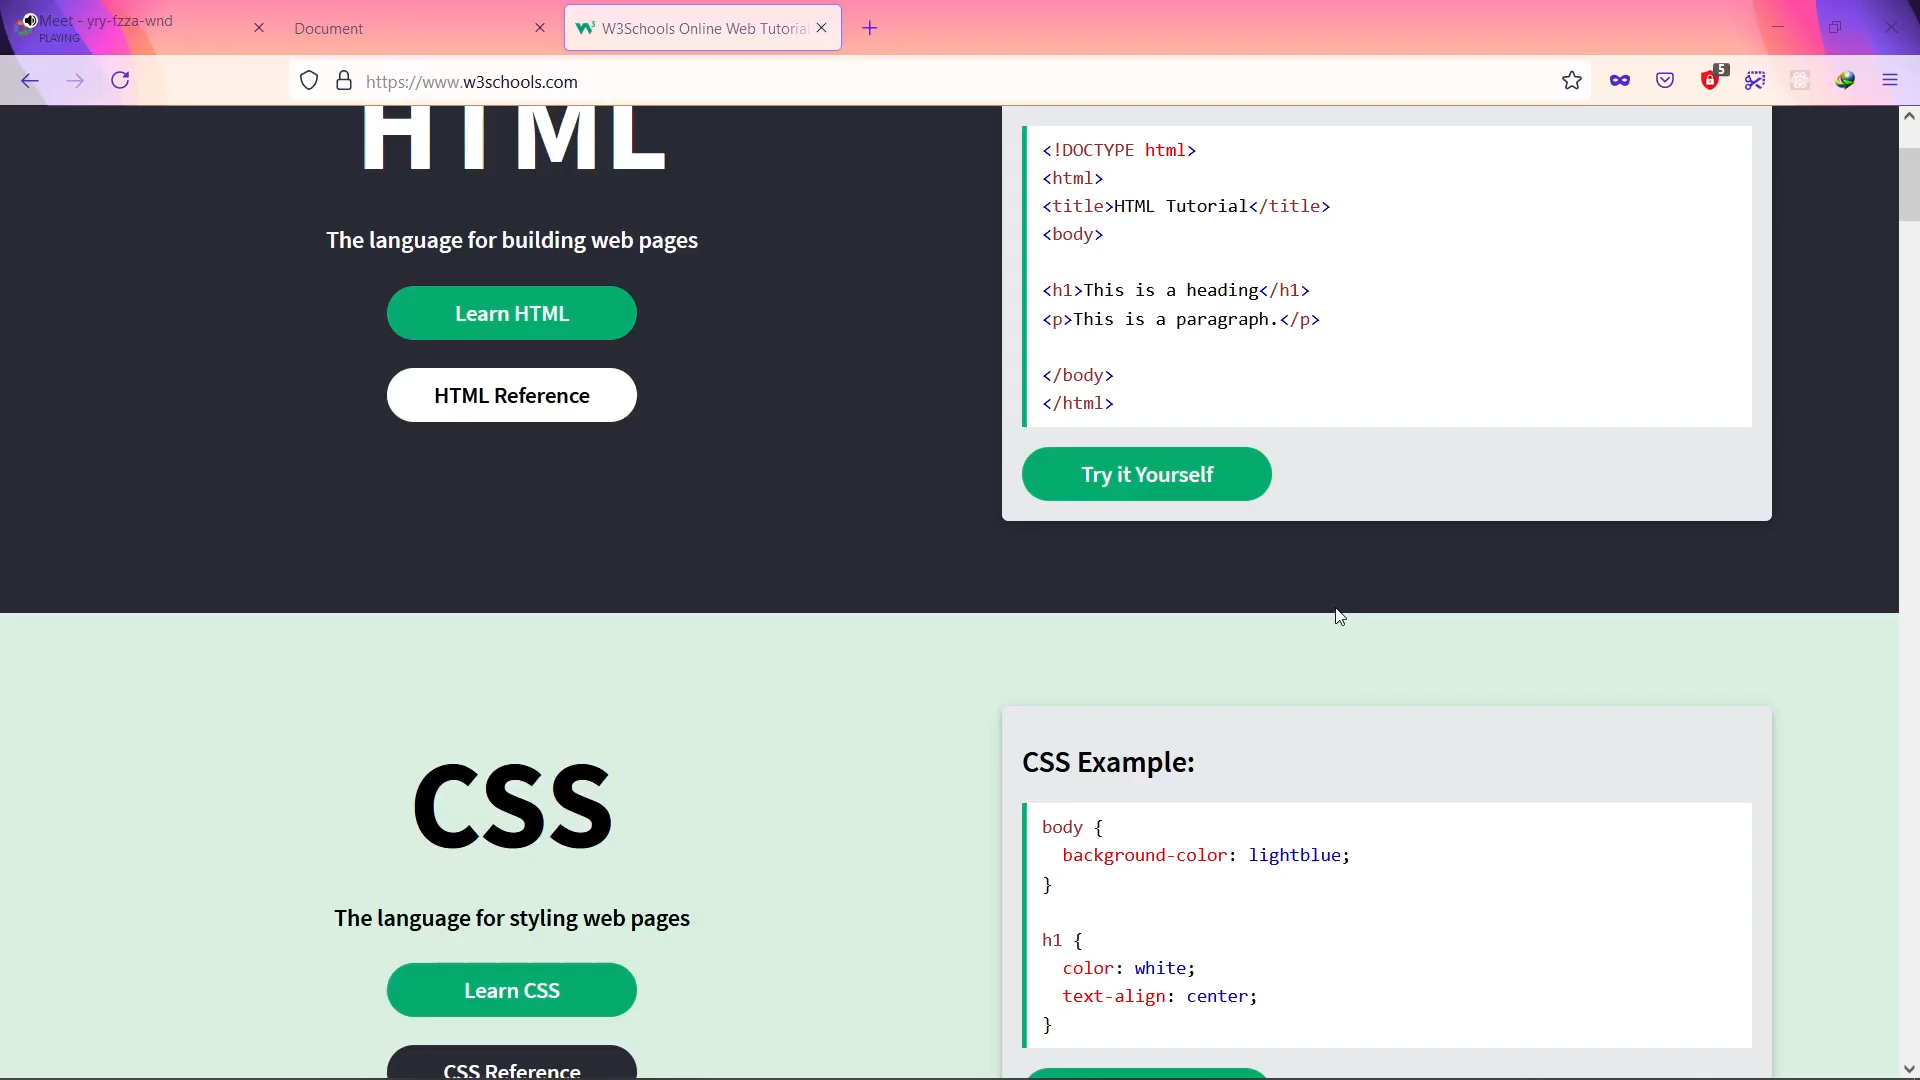 Meet - yry-fzza-wnd
PLAYING
Document
W3Schools Online Web Tutorial
https://www.w3schools.com
5
HTML
The language for building web pages
Learn HTML
HTML Reference
<!DOCTYPE html>
<html>
<title>HTML Tutorial</title>
<body>
<h1>This is a heading</h1>
<p>This is a paragraph.</p>
</body>
</html>
Try it Yourself
CSS
The language for styling web pages
Learn CSS
CSS Reference
CSS Example:
body {
background-color: lightblue;
}
h1 {
color: white;
text-align: center;
}